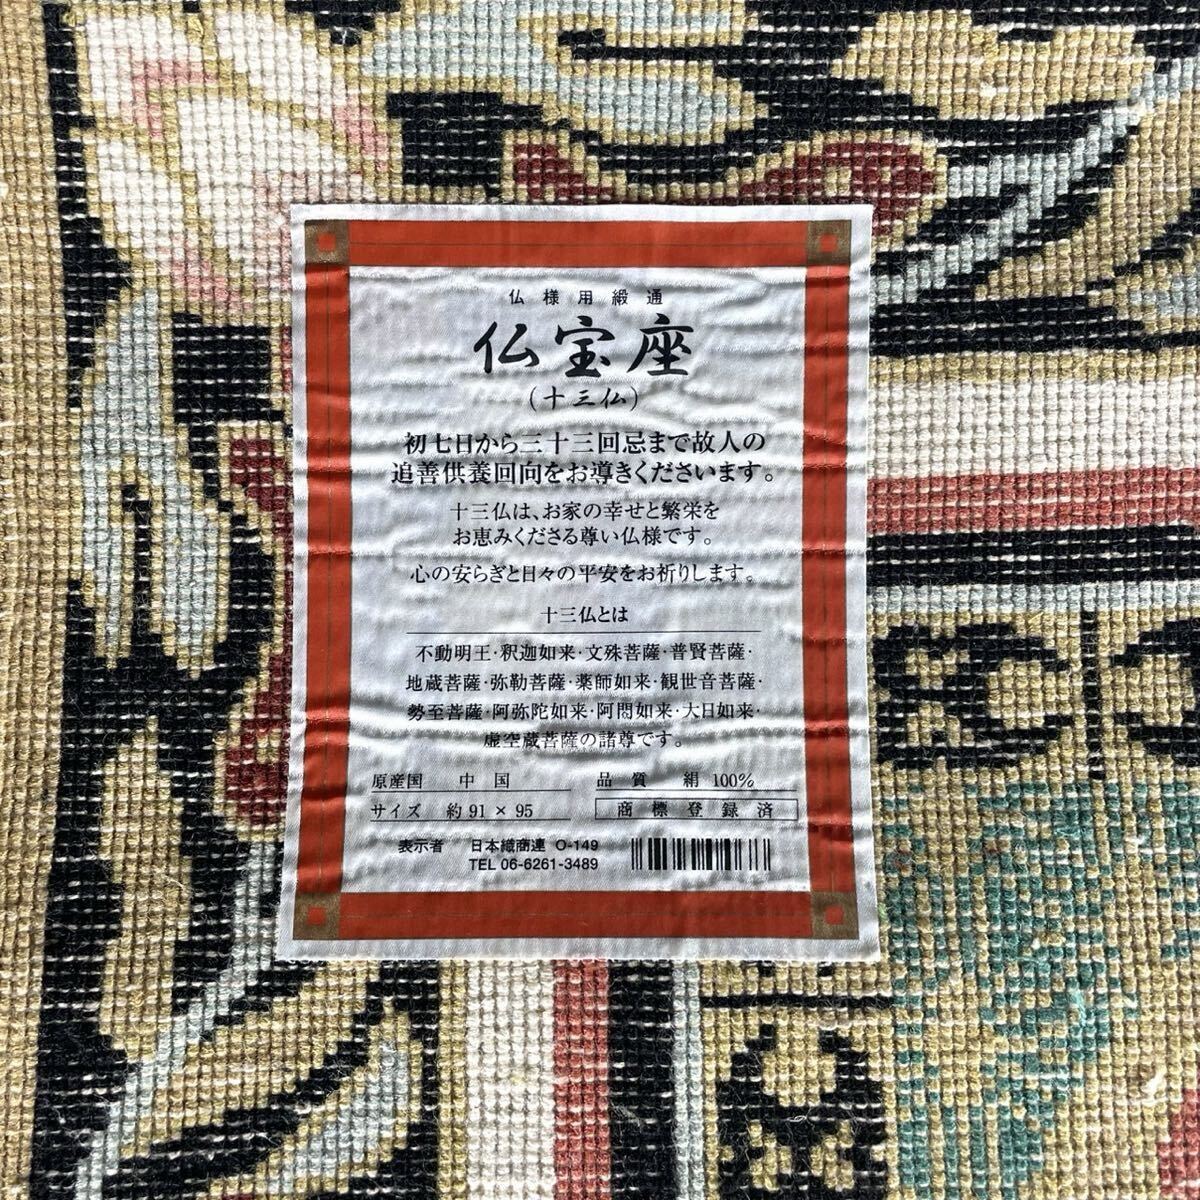 仏様用緞通
仏宝座
(十三仏)
初七日から三十三回忌まで故人の
追善供養回向をお導きくださいます。
十三仏は、お家の幸せと繁栄を
お恵みくださる尊い仏様です。
心の安らぎと日々の平安をお祈りします。
十三仏とは
不動明王・釈迦如来・文殊菩薩・普賢菩薩・
地蔵菩薩・弥勒菩薩・薬師如来・観世音菩薩・
勢至菩薩・阿弥陀如来・阿閦如来・大日如来・
虚空蔵菩薩の諸尊です。
原産国 中国 品質 絹 100%
サイズ 約 91 × 95 商標登録済
表示者 日本織商連 O-149
TEL 06-6261-3489